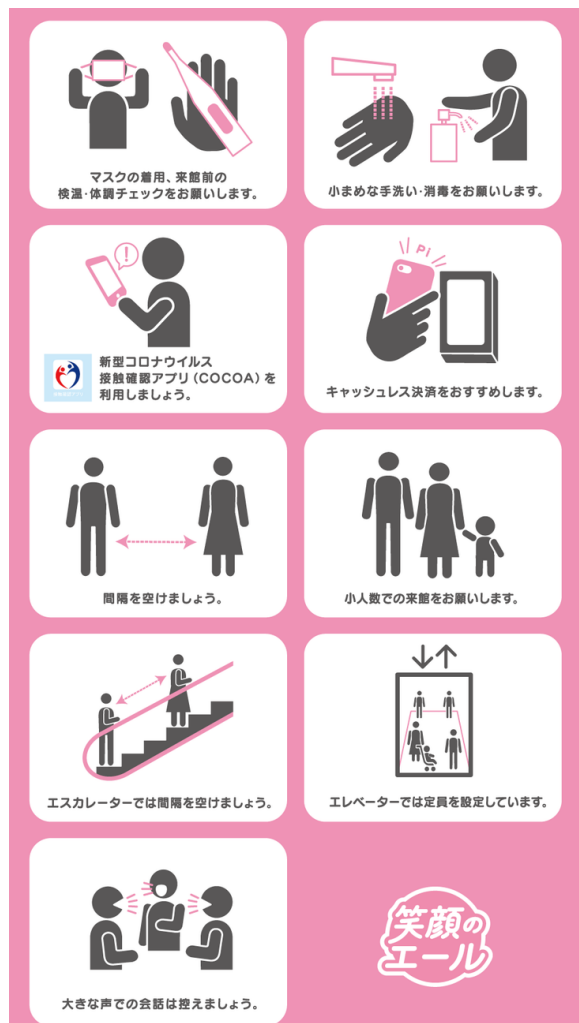 マスクの着用、来館前の
検温・体調チェックをお願いします。
小まめな手洗い・消毒をお願いします。
!
新型コロナウイルス
接触確認アプリ(COCOA)を
利用しましょう。
Pi
キャッシュレス決済をおすすめします。
間隔を空けましょう。
小人数での来館をお願いします。
エスカレーターでは間隔を空けましょう。
エレベーターでは定員を設定しています。
大きな声での会話は控えましょう。
笑顔の
エール